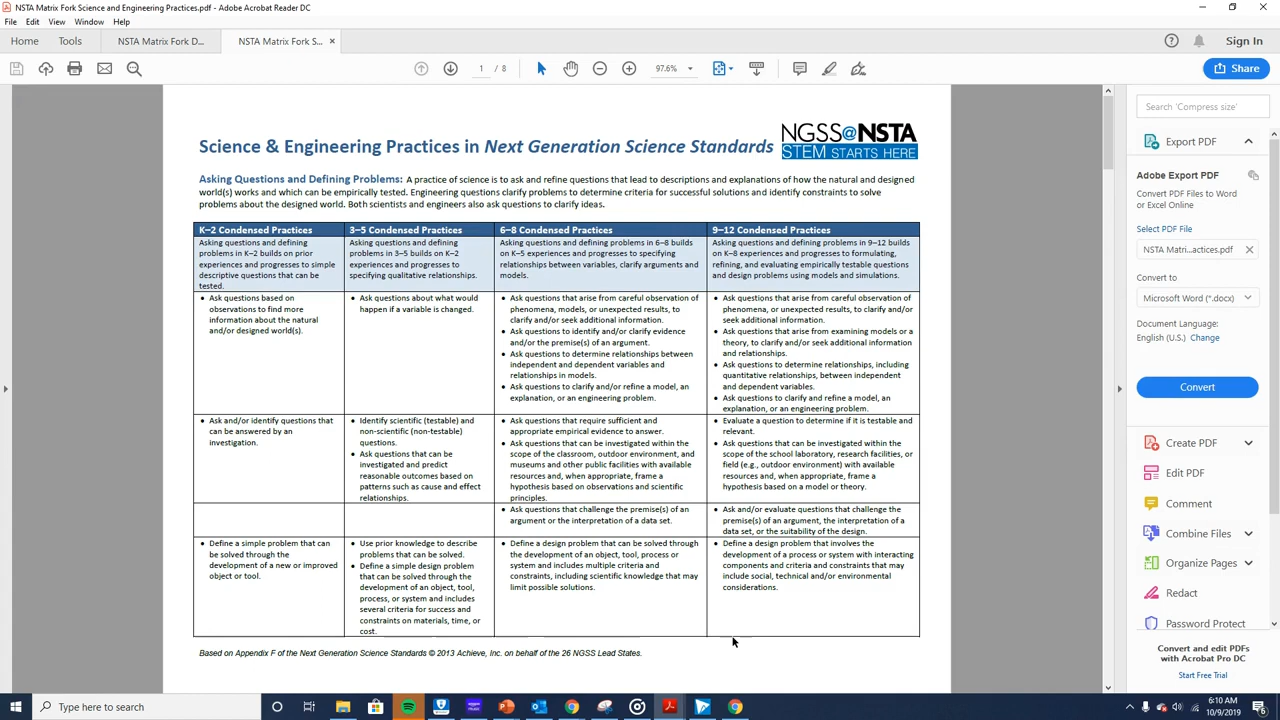 NSTA Matrix Fork Science and Engineering Practices.pdf - Adobe Acrobat Reader DC
File Edit View Window Help
Home Tools NSTA Matrix Fork D... NSTA Matrix Fork S... × Sign In
1 / 8 97.6% Share
Science & Engineering Practices in Next Generation Science Standards
NGSS@NSTA
STEM STARTS HERE
Asking Questions and Defining Problems: A practice of science is to ask and refine questions that lead to descriptions and explanations of how the natural and designed
world(s) works and which can be empirically tested. Engineering questions clarify problems to determine criteria for successful solutions and identify constraints to solve
problems about the designed world. Both scientists and engineers also ask questions to clarify ideas.
K–2 Condensed Practices
Asking questions and defining
problems in K–2 builds on prior
experiences and progresses to simple
descriptive questions that can be
tested.
3–5 Condensed Practices
Asking questions and defining
problems in 3–5 builds on K–2
experiences and progresses to
specifying qualitative relationships.
6–8 Condensed Practices
Asking questions and defining problems in 6–8 builds
on K–5 experiences and progresses to specifying
relationships between variables, clarify arguments and
models.
9–12 Condensed Practices
Asking questions and defining problems in 9–12 builds
on K–8 experiences and progresses to formulating,
refining, and evaluating empirically testable questions
and design problems using models and simulations.
• Ask questions based on
observations to find more
information about the natural
and/or designed world(s).
• Ask questions about what would
happen if a variable is changed.
• Ask questions that arise from careful observation of
phenomena, models, or unexpected results, to
clarify and/or seek additional information.
• Ask questions to identify and/or clarify evidence
and/or the premise(s) of an argument.
• Ask questions to determine relationships between
independent and dependent variables and
relationships in models.
• Ask questions to clarify and/or refine a model, an
explanation, or an engineering problem.
• Ask questions that arise from careful observation of
phenomena, or unexpected results, to clarify and/or
seek additional information.
• Ask questions that arise from examining models or a
theory, to clarify and/or seek additional information
and relationships.
• Ask questions to determine relationships, including
quantitative relationships, between independent
and dependent variables.
• Ask questions to clarify and refine a model, an
explanation, or an engineering problem.
• Ask and/or identify questions that
can be answered by an
investigation.
• Identify scientific (testable) and
non-scientific (non-testable)
questions.
• Ask questions that can be
investigated and predict
reasonable outcomes based on
patterns such as cause and effect
relationships.
• Ask questions that require sufficient and
appropriate empirical evidence to answer.
• Ask questions that can be investigated within the
scope of the classroom, outdoor environment, and
museums and other public facilities with available
resources and, when appropriate, frame a
hypothesis based on observations and scientific
principles.
• Evaluate a question to determine if it is testable and
relevant.
• Ask questions that can be investigated within the
scope of the school laboratory, research facilities, or
field (e.g., outdoor environment) with available
resources and, when appropriate, frame a
hypothesis based on a model or theory.
• Ask questions that challenge the premise(s) of an
argument or the interpretation of a data set.
• Ask and/or evaluate questions that challenge the
premise(s) of an argument, the interpretation of a
data set, or the suitability of the design.
• Define a simple problem that can
be solved through the
development of a new or improved
object or tool.
• Use prior knowledge to describe
problems that can be solved.
• Define a simple design problem
that can be solved through the
development of an object, tool,
process, or system and includes
several criteria for success and
constraints on materials, time, or
cost.
• Define a design problem that can be solved through
the development of an object, tool, process or
system and includes multiple criteria and
constraints, including scientific knowledge that may
limit possible solutions.
• Define a design problem that involves the
development of a process or system with interacting
components and criteria and constraints that may
include social, technical and/or environmental
considerations.
Based on Appendix F of the Next Generation Science Standards © 2013 Achieve, Inc. on behalf of the 26 NGSS Lead States.
Search 'Compress size'
Export PDF
Adobe Export PDF
Convert PDF Files to Word
or Excel Online
Select PDF File
NSTA Matri...actices.pdf ×
Convert to
Microsoft Word (*.docx)
Document Language:
English (U.S.) Change
Convert
Create PDF
Edit PDF
Comment
Combine Files
Organize Pages
Redact
Password Protect
Convert and edit PDFs
with Acrobat Pro DC
Start Free Trial
Type here to search
6:10 AM
10/9/2019